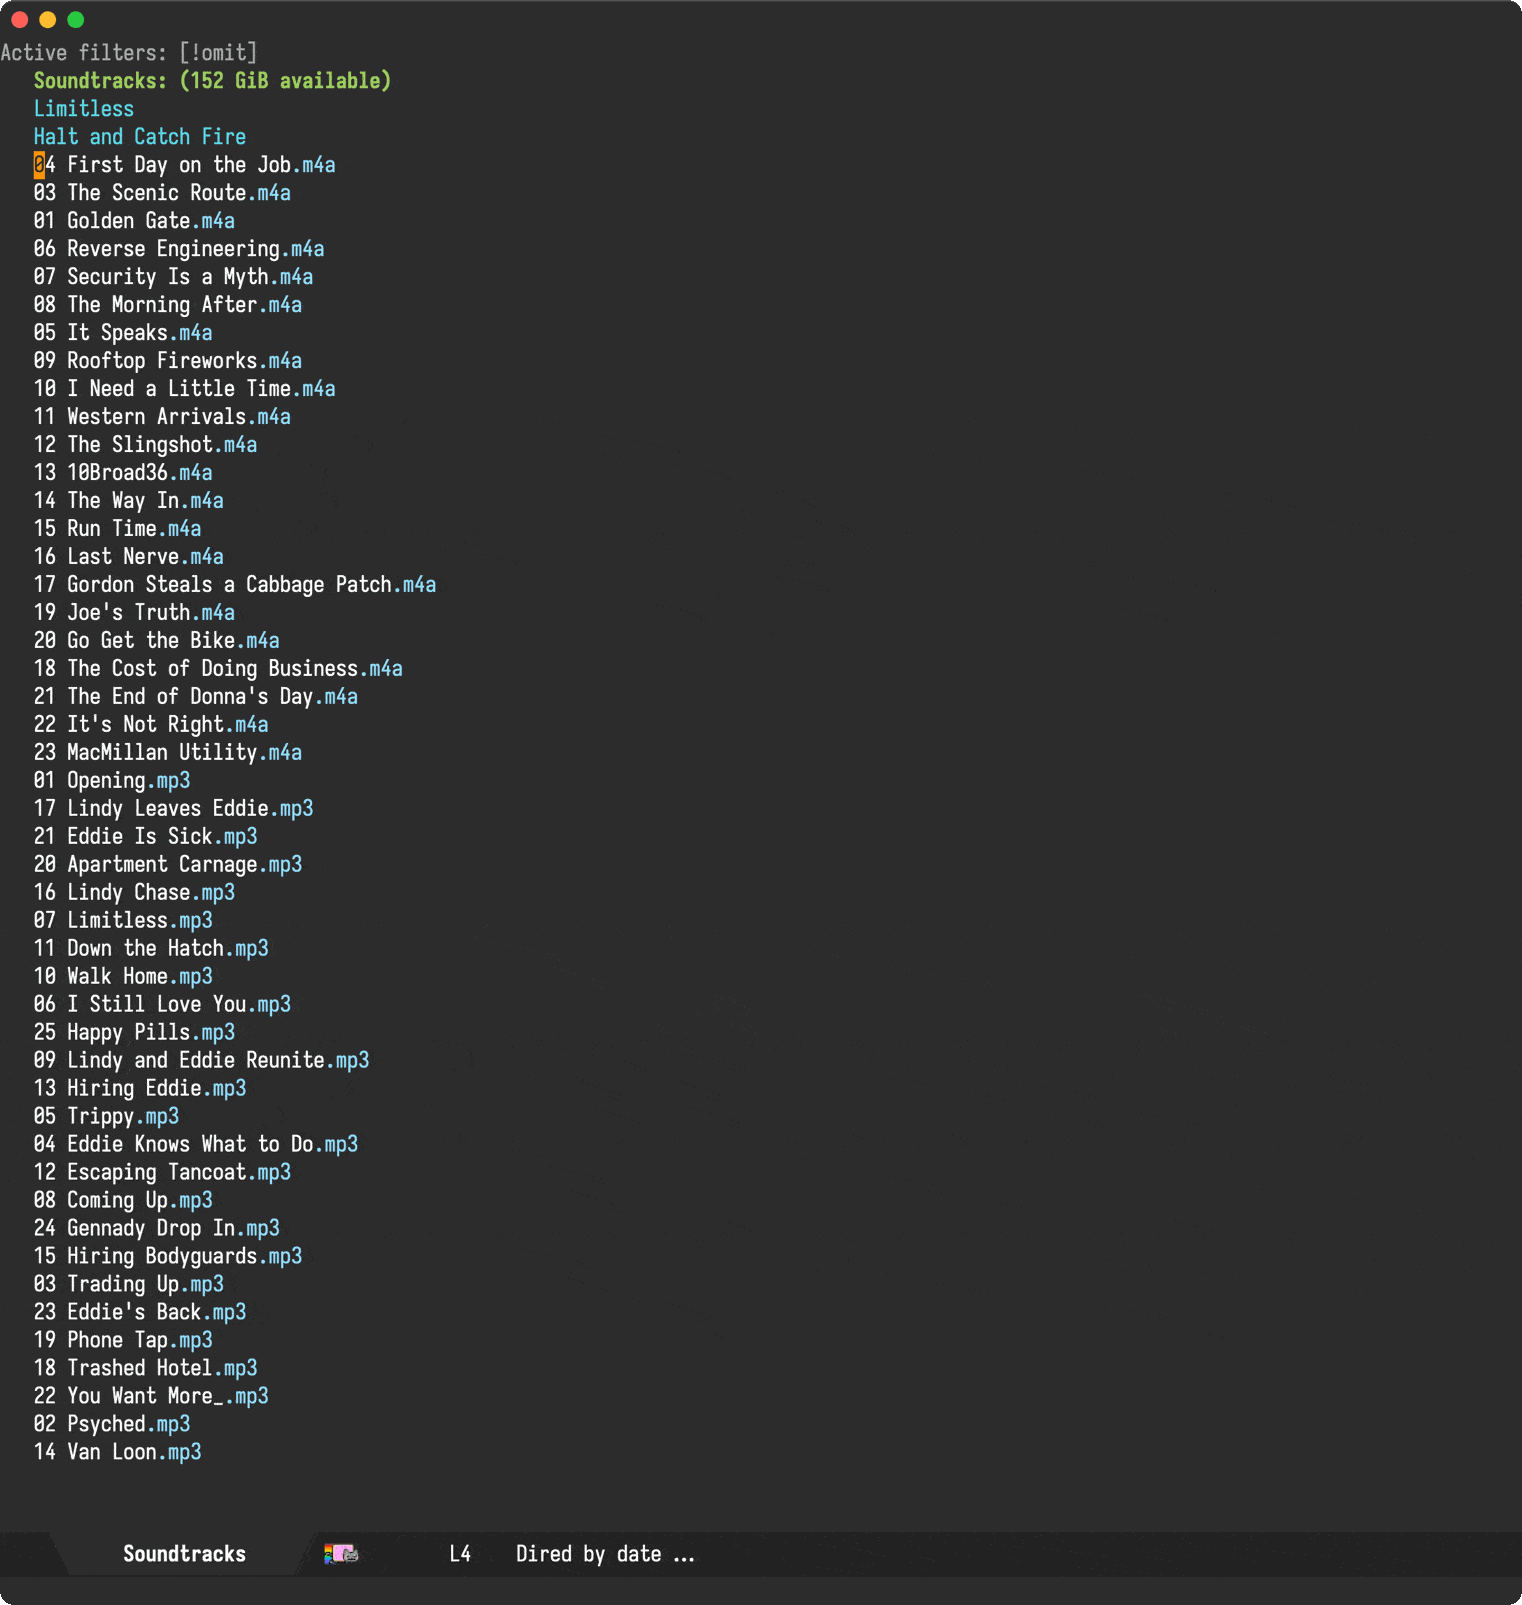 Active filters: [!omit]
Soundtracks: (152 GiB available)
Limitless
Halt and Catch Fire
04 First Day on the Job.m4a
03 The Scenic Route.m4a
01 Golden Gate.m4a
06 Reverse Engineering.m4a
07 Security Is a Myth.m4a
08 The Morning After.m4a
05 It Speaks.m4a
09 Rooftop Fireworks.m4a
10 I Need a Little Time.m4a
11 Western Arrivals.m4a
12 The Slingshot.m4a
13 10Broad36.m4a
14 The Way In.m4a
15 Run Time.m4a
16 Last Nerve.m4a
17 Gordon Steals a Cabbage Patch.m4a
19 Joe's Truth.m4a
20 Go Get the Bike.m4a
18 The Cost of Doing Business.m4a
21 The End of Donna's Day.m4a
22 It's Not Right.m4a
23 MacMillan Utility.m4a
01 Opening.mp3
17 Lindy Leaves Eddie.mp3
21 Eddie Is Sick.mp3
20 Apartment Carnage.mp3
16 Lindy Chase.mp3
07 Limitless.mp3
11 Down the Hatch.mp3
10 Walk Home.mp3
06 I Still Love You.mp3
25 Happy Pills.mp3
09 Lindy and Eddie Reunite.mp3
13 Hiring Eddie.mp3
05 Trippy.mp3
04 Eddie Knows What to Do.mp3
12 Escaping Tancoat.mp3
08 Coming Up.mp3
24 Gennady Drop In.mp3
15 Hiring Bodyguards.mp3
03 Trading Up.mp3
23 Eddie's Back.mp3
19 Phone Tap.mp3
18 Trashed Hotel.mp3
22 You Want More_.mp3
02 Psyched.mp3
14 Van Loon.mp3
Soundtracks L4 Dired by date ...